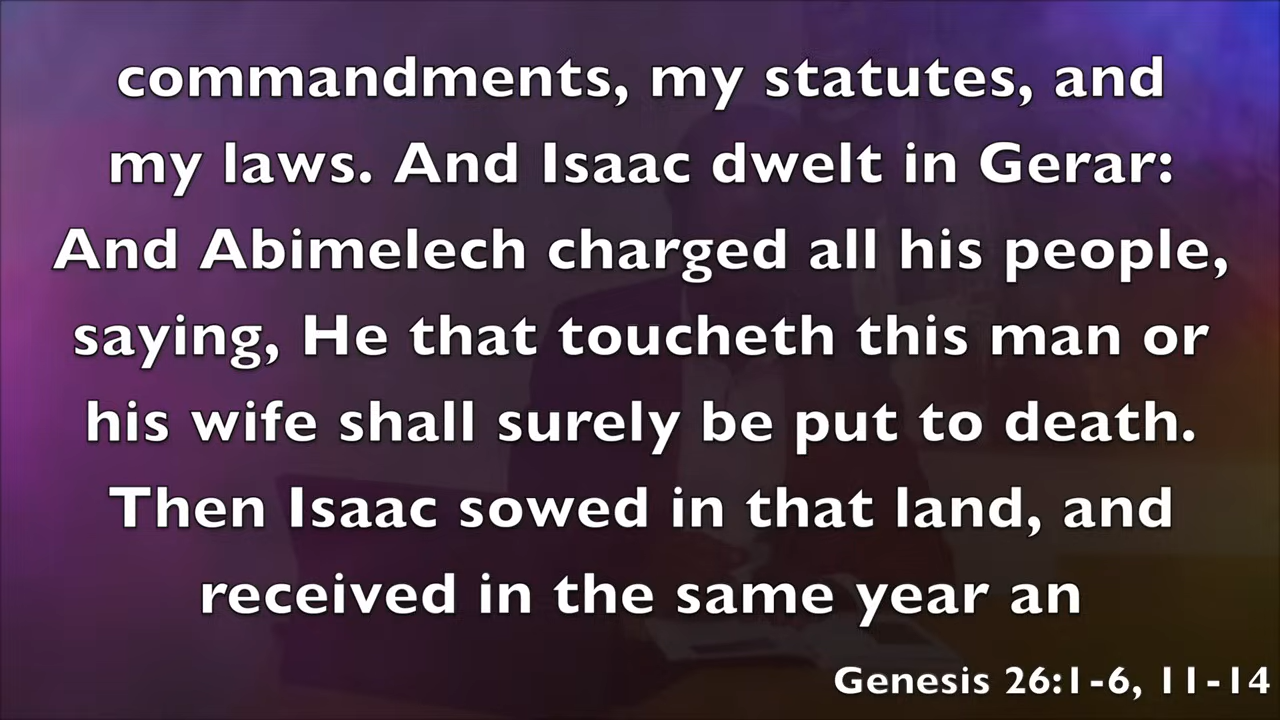 commandments, my statutes, and
my laws. And Isaac dwelt in Gerar:
And Abimelech charged all his people,
saying, He that toucheth this man or
his wife shall surely be put to death.
Then Isaac sowed in that land, and
received in the same year an
Genesis 26:1-6, 11-14